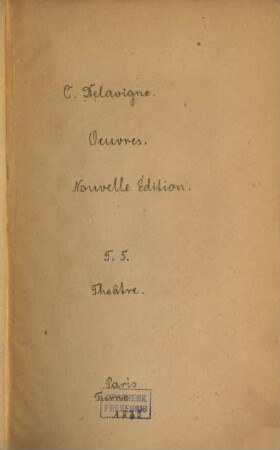 C. Delavigne.
Oeuvres.
Nouvelle Édition.
T. 5.
Théâtre.
Paris